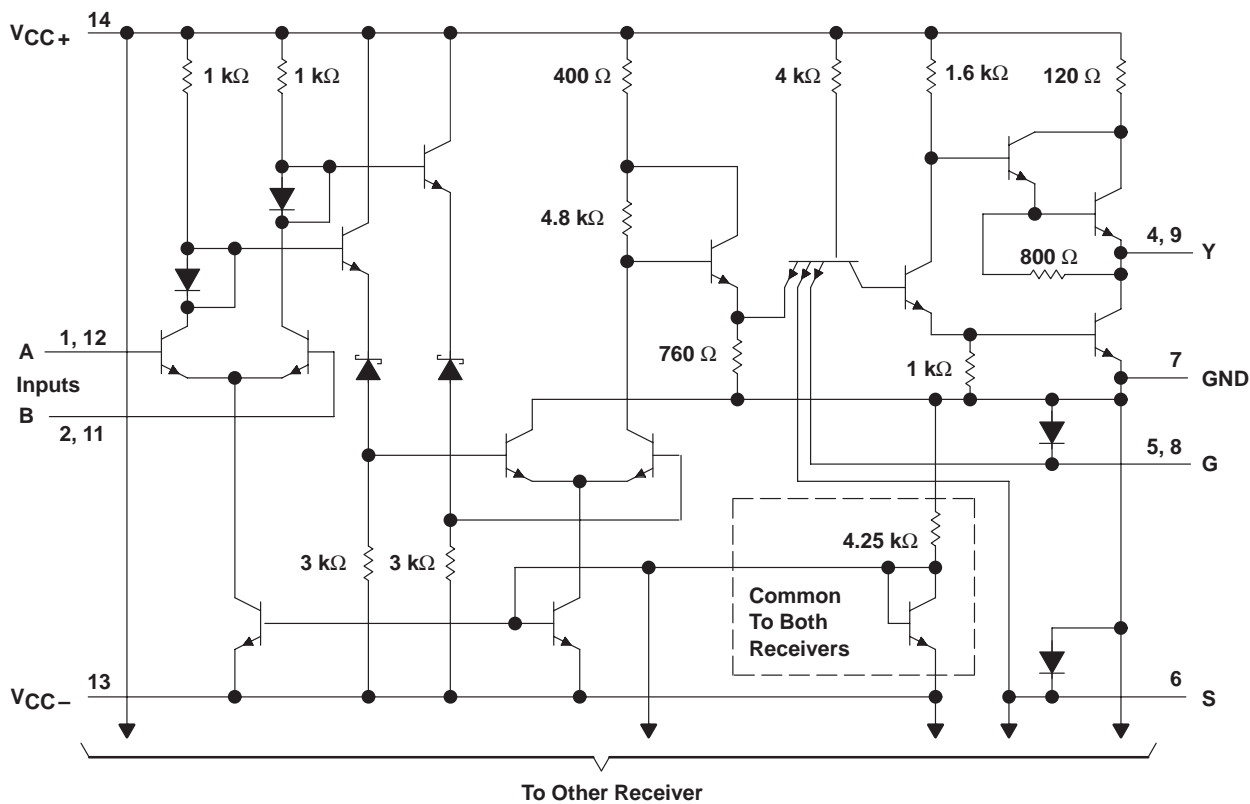 VCC+ 14
1 kΩ 1 kΩ 400 Ω 4 kΩ 1.6 kΩ 120 Ω
4.8 kΩ
4, 9 Y
800 Ω
A 1, 12
Inputs
B
2, 11
760 Ω
1 kΩ
7 GND
5, 8 G
3 kΩ 3 kΩ
4.25 kΩ
Common
To Both
Receivers
VCC− 13
6 S
To Other Receiver